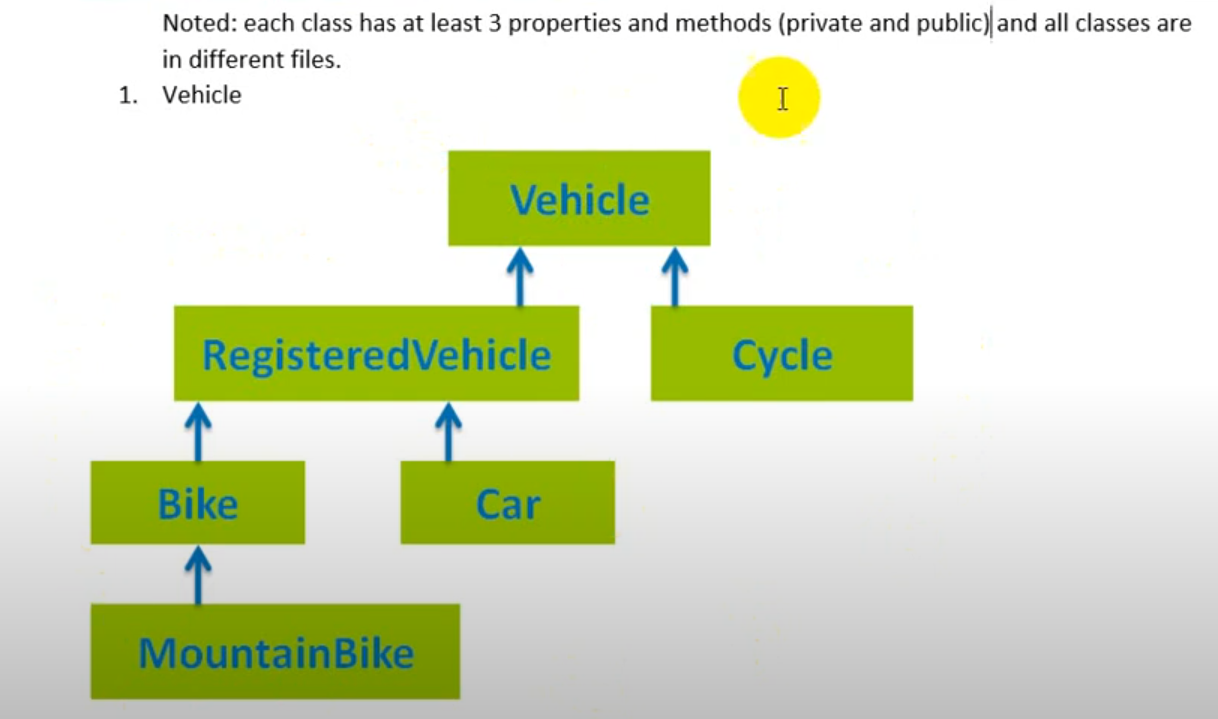 Noted: each class has at least 3 properties and methods (private and public) and all classes are
in different files.
1. Vehicle
Vehicle
RegisteredVehicle
Cycle
Bike
Car
MountainBike